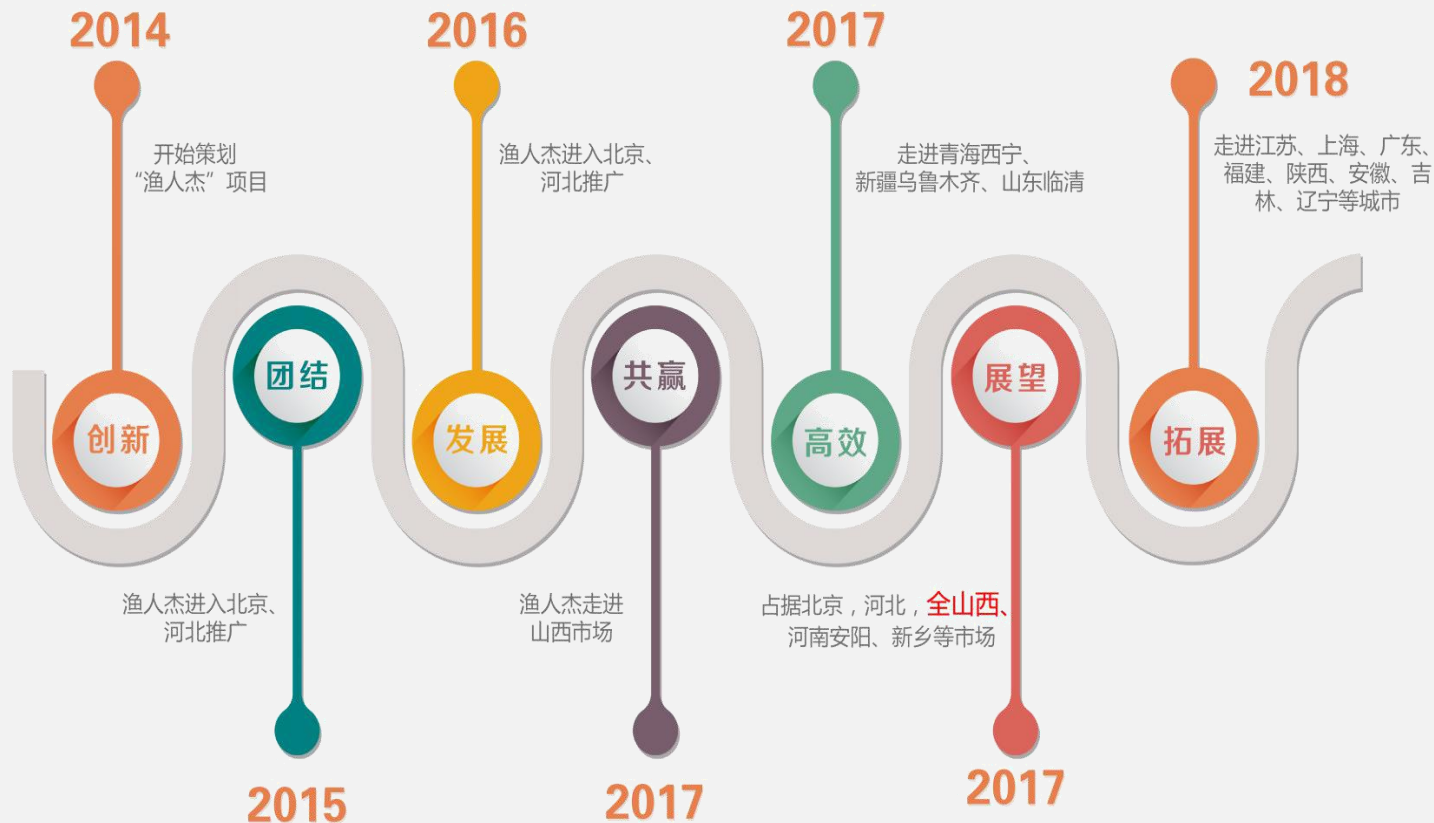 2014
开始策划
“渔人杰”项目
创新
团结
渔人杰进入北京、
河北推广
2015
2016
渔人杰进入北京、
河北推广
发展
共赢
渔人杰走进
山西市场
2017
2017
走进青海西宁、
新疆乌鲁木齐、山东临清
高效
展望
占据北京，河北，全山西、
河南安阳、新乡等市场
2017
2018
走进江苏、上海、广东、
福建、陕西、安徽、吉
林、辽宁等城市
拓展